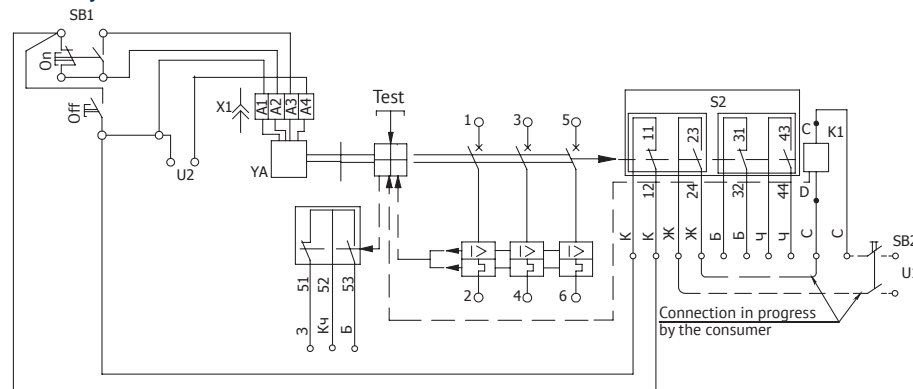 SB1
On
Off
X1
A1 A2 A3 A4
YA
U2
Test
1 3 5
S2
11 23 31 43
12 24 32 44
C
K1
D
К К Ж Ж Б Б Ч Ч С С
SB2
I> I> I>
2 4 6
51 52 53
З Кч Б
Connection in progress
by the consumer